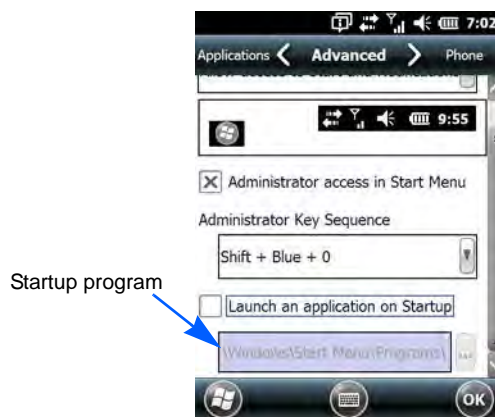 7:02
Applications Advanced Phone
9:55
Administrator access in Start Menu
Administrator Key Sequence
Shift + Blue + 0
Startup program
Launch an application on Startup
\Windows\Start Menu\Programs\ ...
OK